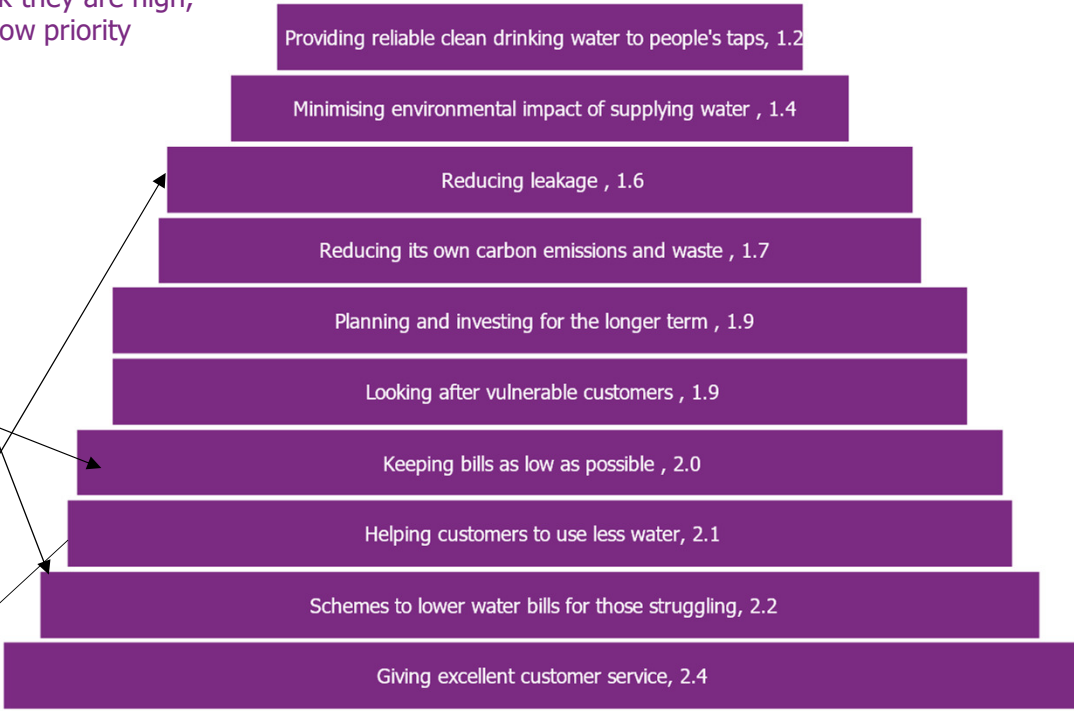 they are high,
ow priority
Providing reliable clean drinking water to people's taps, 1.2
Minimising environmental impact of supplying water , 1.4
Reducing leakage , 1.6
Reducing its own carbon emissions and waste , 1.7
Planning and investing for the longer term , 1.9
Looking after vulnerable customers , 1.9
Keeping bills as low as possible , 2.0
Helping customers to use less water, 2.1
Schemes to lower water bills for those struggling, 2.2
Giving excellent customer service, 2.4